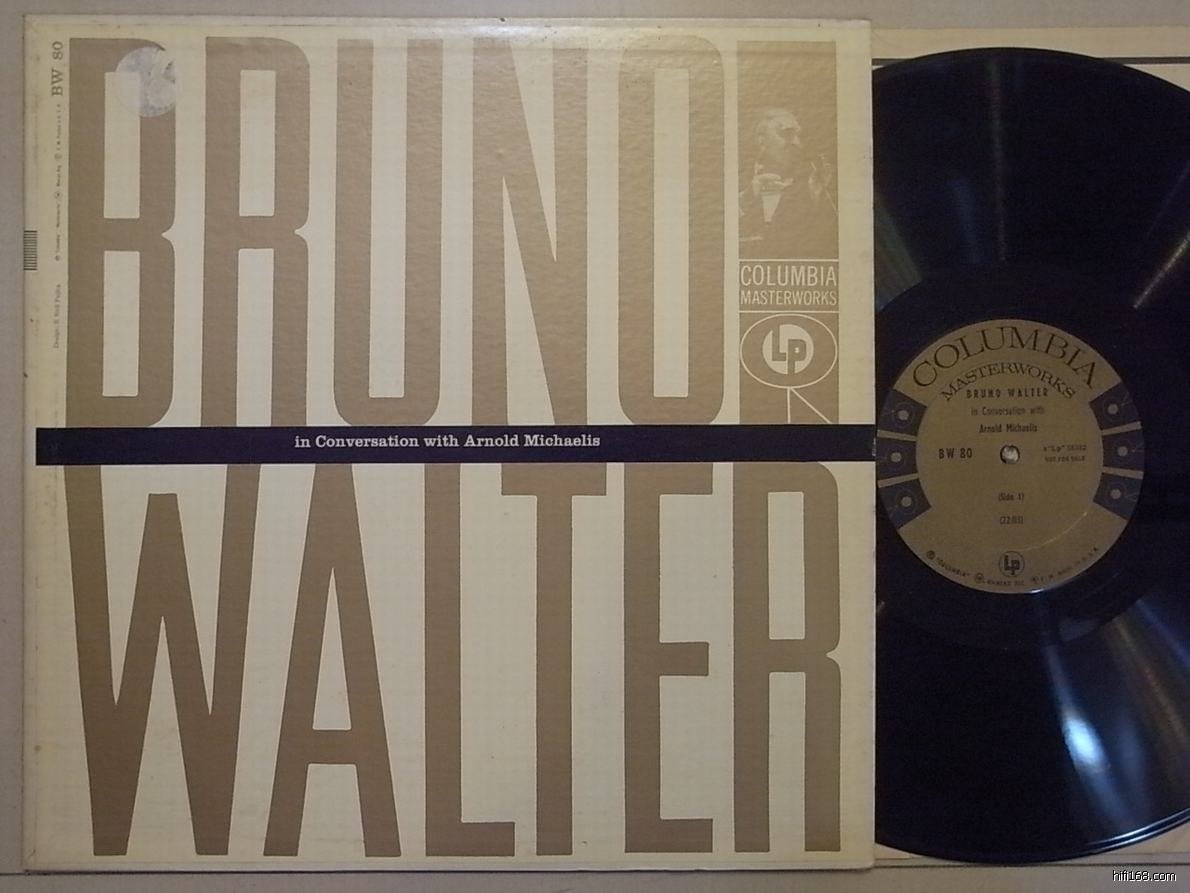 BW 80
BRUNO
COLUMBIA
MASTERWORKS
LP
in Conversation with Arnold Michaelis
WALTER
COLUMBIA
MASTERWORKS
BRUNO WALTER
in Conversation with
Arnold Michaelis
BW 80
NOT FOR SALE
(Side 1)
LP
hifi168.com